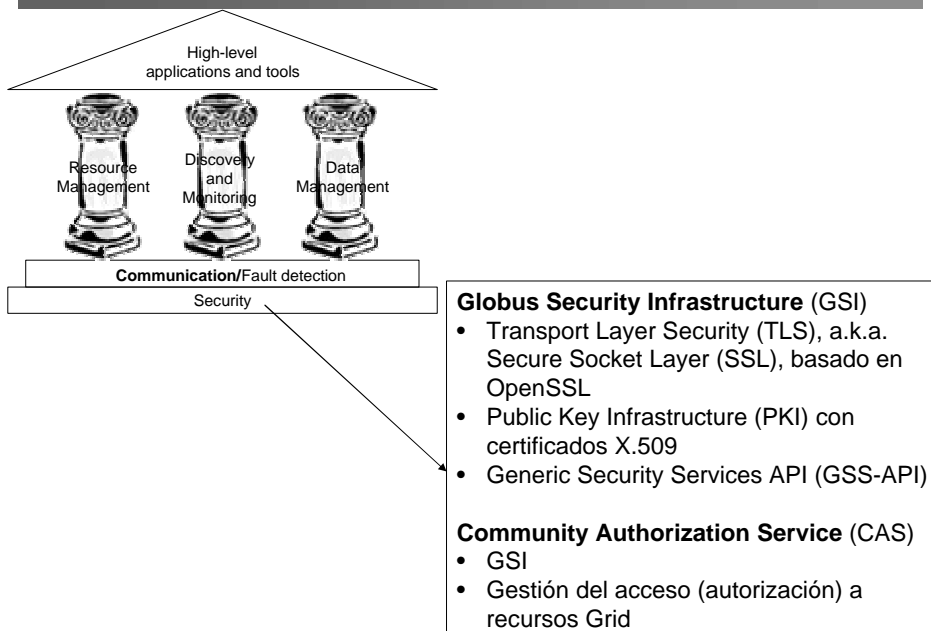 High-level
applications and tools
Resource
Management
Discovery
and
Monitoring
Data
Management
Communication/Fault detection
Security
Globus Security Infrastructure (GSI)
• Transport Layer Security (TLS), a.k.a.
Secure Socket Layer (SSL), basado en
OpenSSL
• Public Key Infrastructure (PKI) con
certificados X.509
• Generic Security Services API (GSS-API)
Community Authorization Service (CAS)
• GSI
• Gestión del acceso (autorización) a
recursos Grid